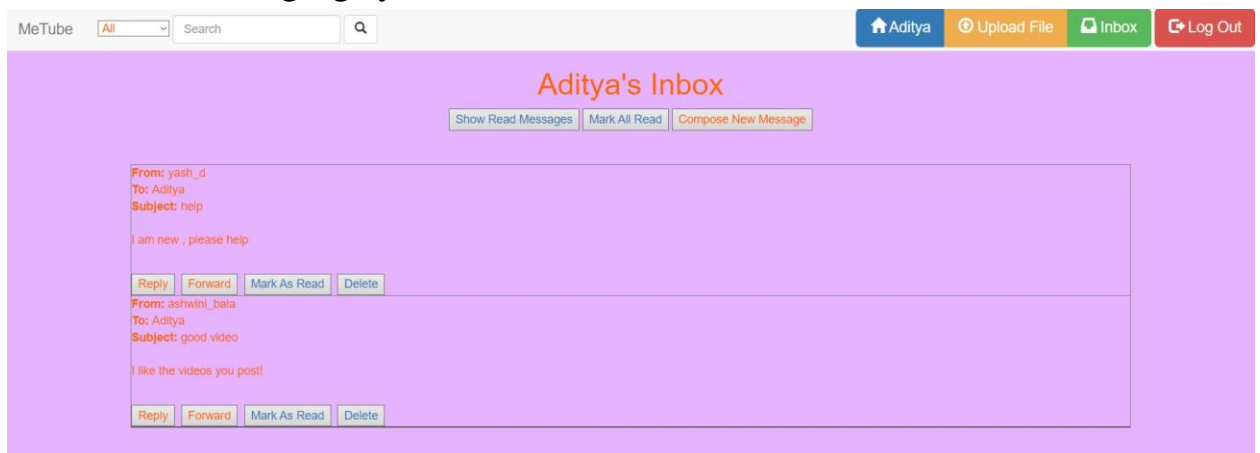 MeTube All Search Aditya Upload File Inbox Log Out
Aditya's Inbox
Show Read Messages Mark All Read Compose New Message
From: yash_d
To: Aditya
Subject: help
I am new , please help
Reply Forward Mark As Read Delete
From: ashwini_bala
To: Aditya
Subject: good video
I like the videos you post!
Reply Forward Mark As Read Delete